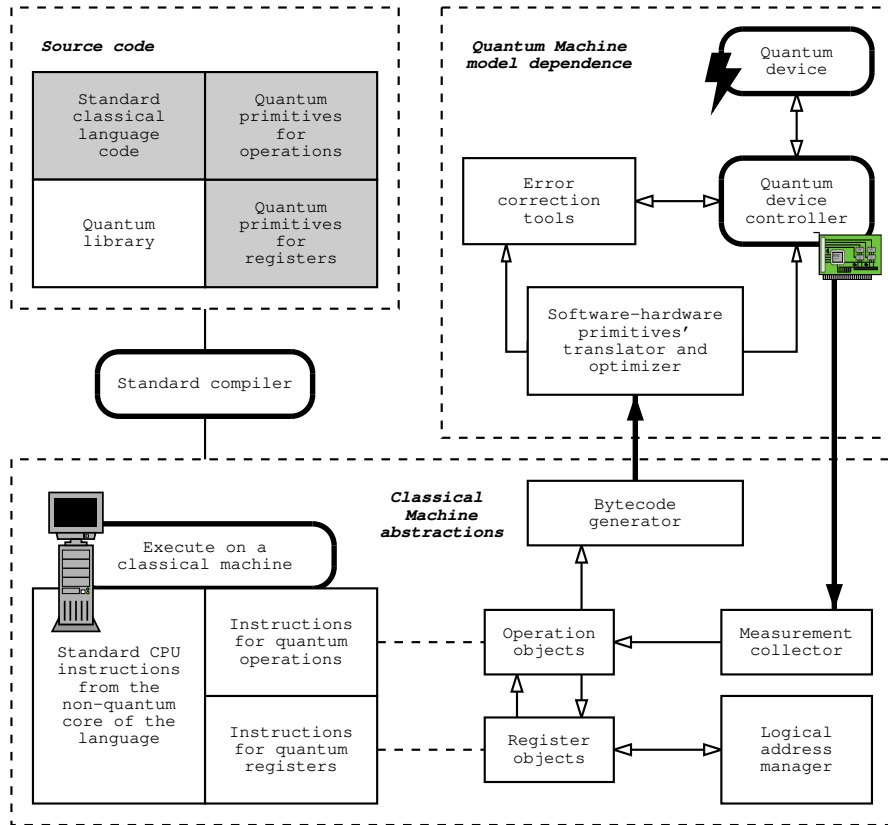 Source code
Standard
classical
language
code
Quantum
primitives
for
operations
Quantum
library
Quantum
primitives
for
registers
Standard compiler
Quantum Machine
model dependence
Quantum
device
Error
correction
tools
Quantum
device
controller
Software-hardware
primitives'
translator and
optimizer
Classical
Machine
abstractions
Bytecode
generator
Execute on a
classical machine
Standard CPU
instructions
from the
non-quantum
core of the
language
Instructions
for quantum
operations
Instructions
for quantum
registers
Operation
objects
Measurement
collector
Register
objects
Logical
address
manager